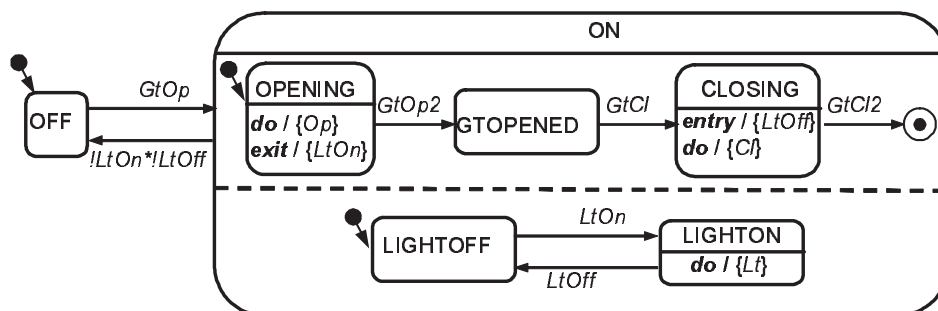 ON
OFF
GtOp
!LtOn*!LtOff
OPENING
do / {Op}
exit / {LtOn}
GtOp2
GTOPENED
GtCl
CLOSING
entry / {LtOff}
do / {Cl}
GtCl2
LIGHTOFF
LtOn
LtOff
LIGHTON
do / {Lt}